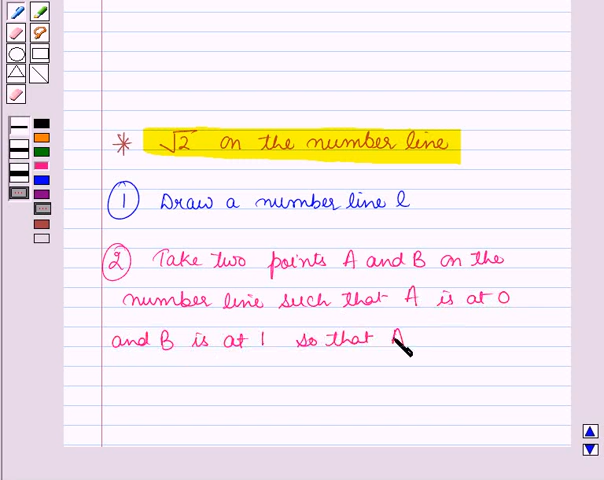 * √2 on the number line
1 Draw a number line l
2 Take two points A and B on the
number line such that A is at 0
and B is at 1 so that A